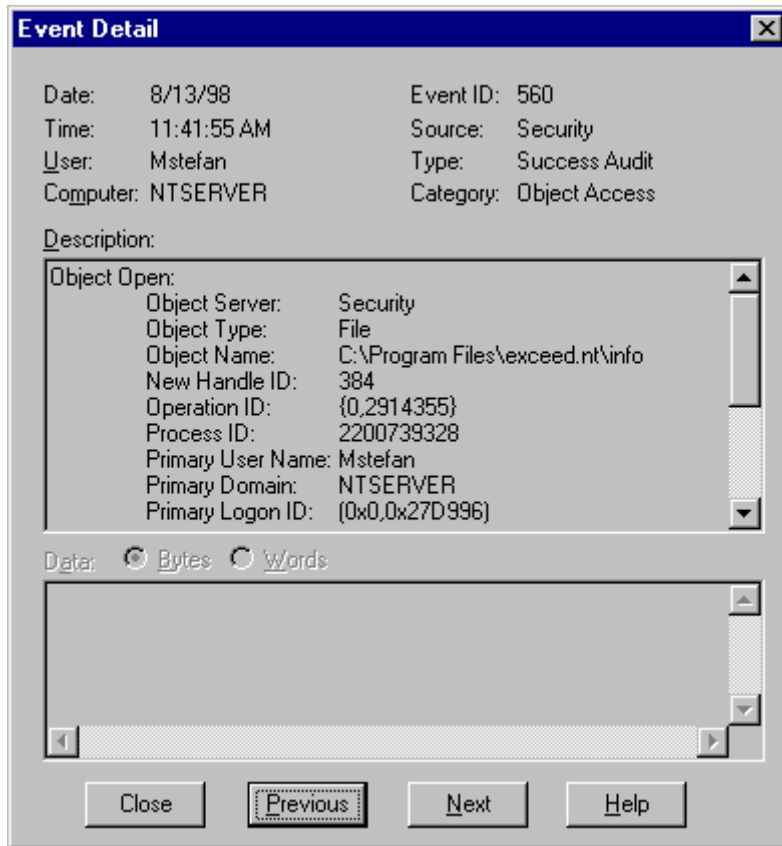 Event Detail
Date: 8/13/98 Event ID: 560
Time: 11:41:55 AM Source: Security
User: Mstefan Type: Success Audit
Computer: NTSERVER Category: Object Access
Description:
Object Open:
Object Server: Security
Object Type: File
Object Name: C:\Program Files\exceed.nt\info
New Handle ID: 384
Operation ID: {0,2914355}
Process ID: 2200739328
Primary User Name: Mstefan
Primary Domain: NTSERVER
Primary Logon ID: (0x0,0x27D996)
Data: Bytes Words
Close Previous Next Help